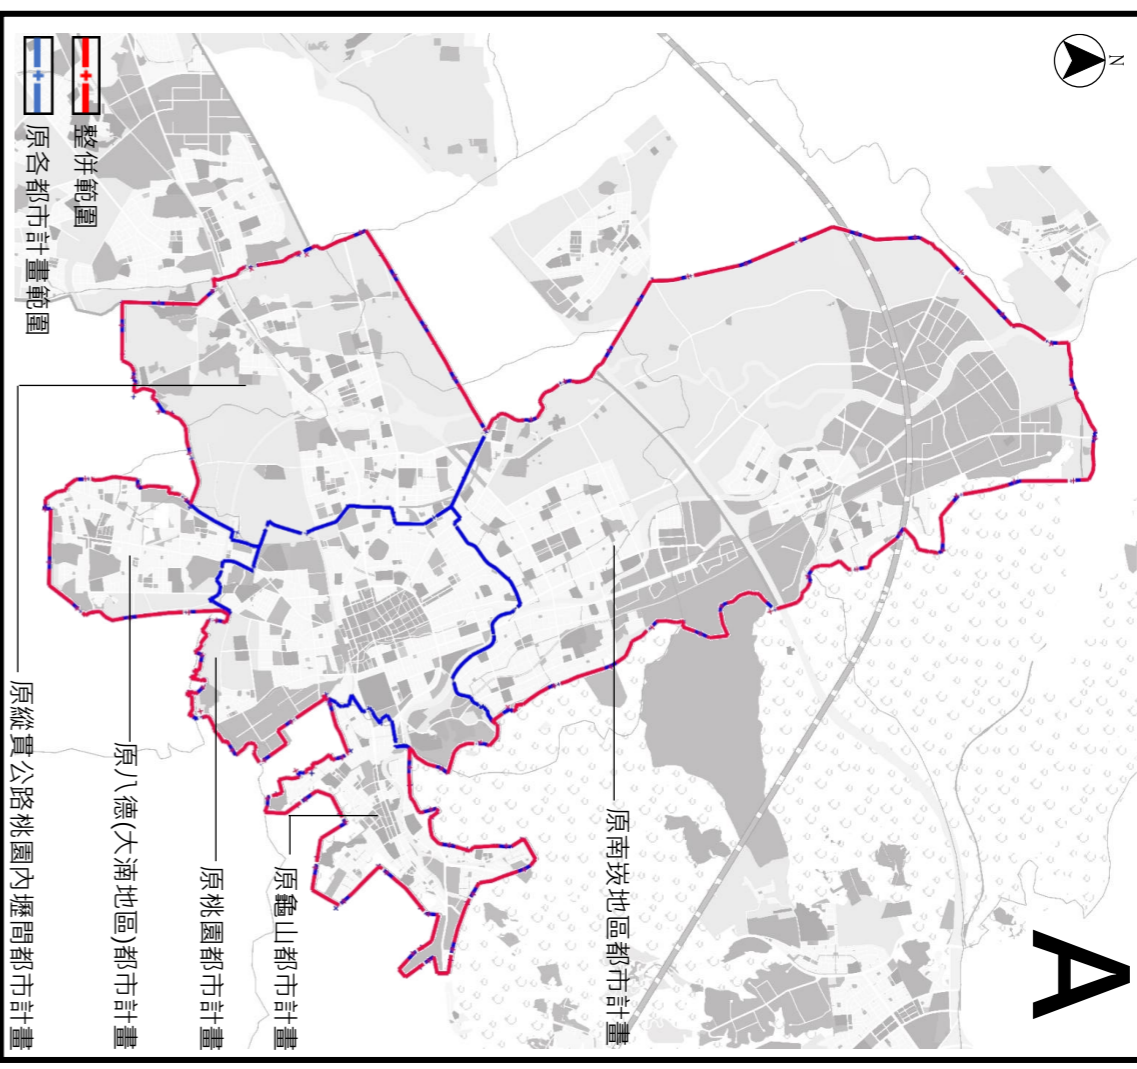 N
整併範圍
原各都市計畫範圍
A
原南崁地區都市計畫
原龜山都市計畫
原桃園都市計畫
原八德(大湳地區)都市計畫
原縱貫公路桃園內壢間都市計畫